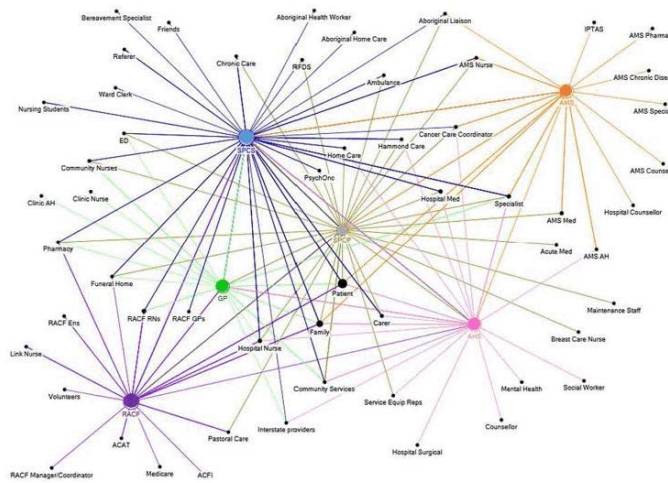 Bereavement Specialist
Friends
Aboriginal Health Worker
Aboriginal Liaison
IPTAS
AMS Pharma
Aboriginal Home Care
Referer
Chronic Care
RFDS
AMS Nurse
AMS Chronic Disea
Ward Clerk
Ambulance
Nursing Students
AMS
AMS Special
ED
SPCS
Cancer Care Coordinator
Hammond Care
Home Care
Community Nurses
PsychOnc
AMS Counse
Clinic AH
Clinic Nurse
Hospital Med
Specialist
Hospital Counsellor
AMS Med
Pharmacy
SPCP
Acute Med
AMS AH
Funeral Home
GP
Patient
Maintenance Staff
RACF Ens
RACF RNs
RACF GPs
Family
Carer
AHS
Breast Care Nurse
Link Nurse
Hospital Nurse
Volunteers
Community Services
Mental Health
Social Worker
RACF
Service Equip Reps
Pastoral Care
Interstate providers
Counsellor
ACAT
Hospital Surgical
RACF Manager/Coordinator
Medicare
ACFI